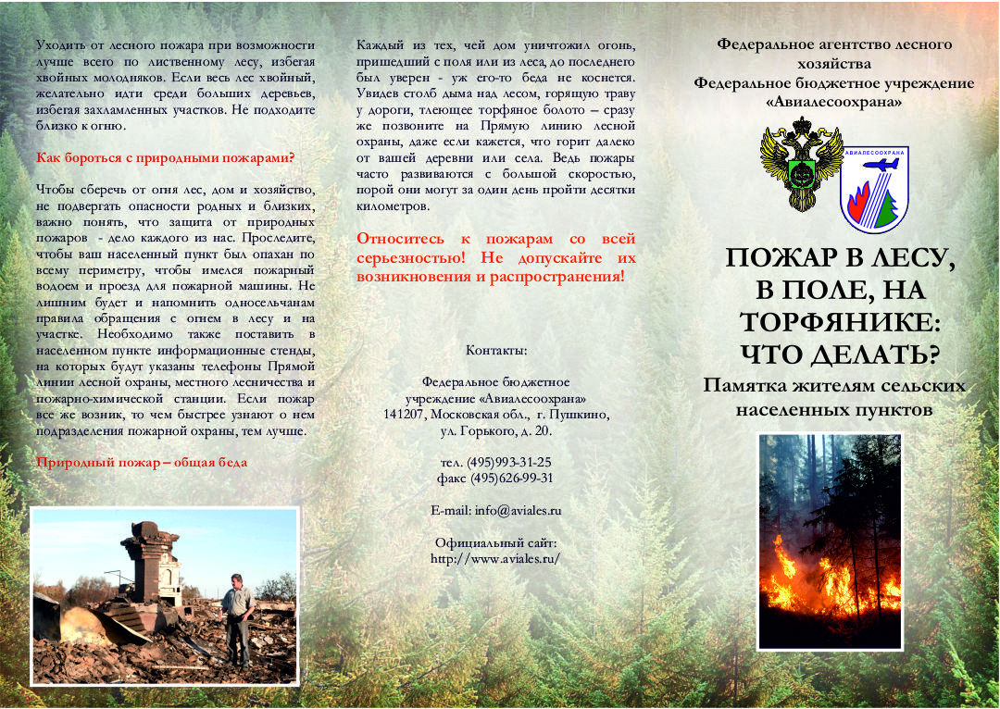 Уходить от лесного пожара при возможности
лучше всего по лиственному лесу, избегая
хвойных молодняков. Если весь лес хвойный,
желательно идти среди больших деревьев,
избегая захламленных участков. Не подходите
близко к огню.
Как бороться с природными пожарами?
Чтобы сберечь от огня лес, дом и хозяйство,
не подвергать опасности родных и близких,
важно понять, что защита от природных
пожаров - дело каждого из нас. Проследите,
чтобы ваш населенный пункт был опахан по
всему периметру, чтобы имелся пожарный
водоем и проезд для пожарной машины. Не
лишним будет и напомнить односельчанам
правила обращения с огнем в лесу и на
участке. Необходимо также поставить в
населенном пункте информационные стенды,
на которых будут указаны телефоны Прямой
линии лесной охраны, местного лесничества и
пожарно-химической станции. Если пожар
все же возник, то чем быстрее узнают о нем
подразделения пожарной охраны, тем лучше.
Природный пожар – общая беда
Каждый из тех, чей дом уничтожил огонь,
пришедший с поля или из леса, до последнего
был уверен - уж его-то беда не коснется.
Увидев столб дыма над лесом, горящую траву
у дороги, тлеющее торфяное болото – сразу
же позвоните на Прямую линию лесной
охраны, даже если кажется, что горит далеко
от вашей деревни или села. Ведь пожары
часто развиваются с большой скоростью,
порой они могут за один день пройти десятки
километров.
Относитесь к пожарам со всей
серьезностью! Не допускайте их
возникновения и распространения!
Контакты:
Федеральное бюджетное
учреждение «Авиалесоохрана»
141207, Московская обл., г. Пушкино,
ул. Горького, д. 20.
тел. (495)993-31-25
факс (495)626-99-31
E-mail: info@aviales.ru
Официальный сайт:
http://www.aviales.ru/
Федеральное агентство лесного
хозяйства
Федеральное бюджетное учреждение
«Авиалесоохрана»
АВИАЛЕСООХРАНА
ПОЖАР В ЛЕСУ,
В ПОЛЕ, НА
ТОРФЯНИКЕ:
ЧТО ДЕЛАТЬ?
Памятка жителям сельских
населенных пунктов